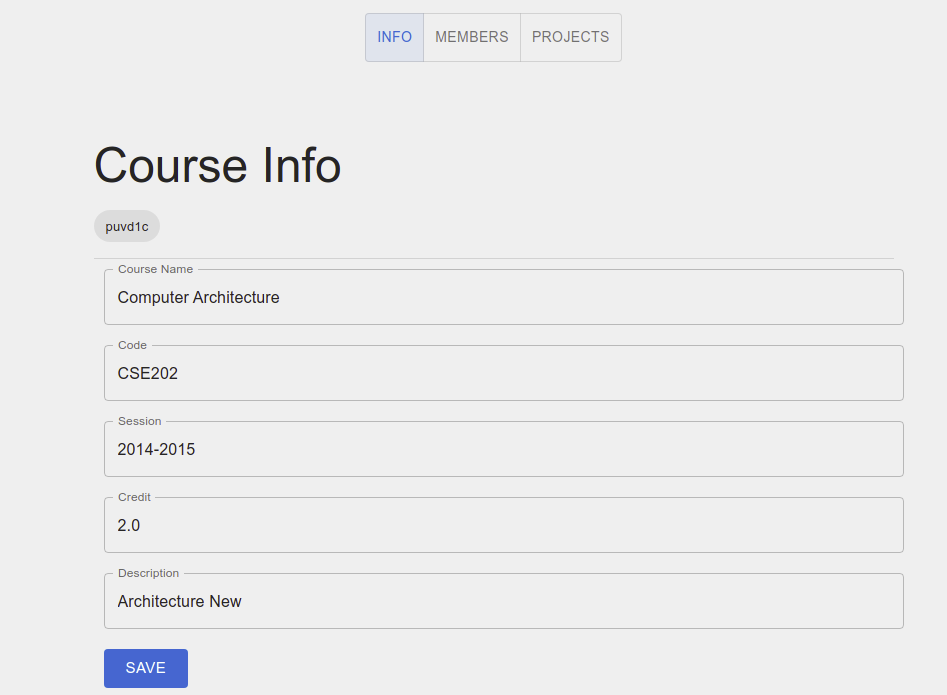 INFO MEMBERS PROJECTS
Course Info
puvd1c
Course Name
Computer Architecture
Code
CSE202
Session
2014-2015
Credit
2.0
Description
Architecture New
SAVE